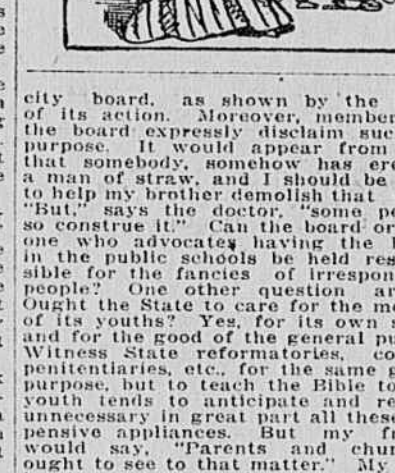 city board, as shown by the
of its action. Moreover, member
the board expressly disclaim suc
purpose. It would appear from
that somebody, somehow has ere
a man of straw, and I should be
to help my brother demolish that
"But," says the doctor, "some pe
so construe it." Can the board or
one who advocates having the B
in the public schools be held res
sible for the fancies of irrespon
people? One other question ar
Ought the State to care for the mo
of its youths? Yes, for its own s
and for the good of the general pu
Witness State reformatories, co
penitentiaries, etc., for the same g
purpose, but to teach the Bible to
youth tends to anticipate and re
unnecessary in great part all these
pensive appliances. But my fr
would say, "Parents and chur
ought to see to that matter." My